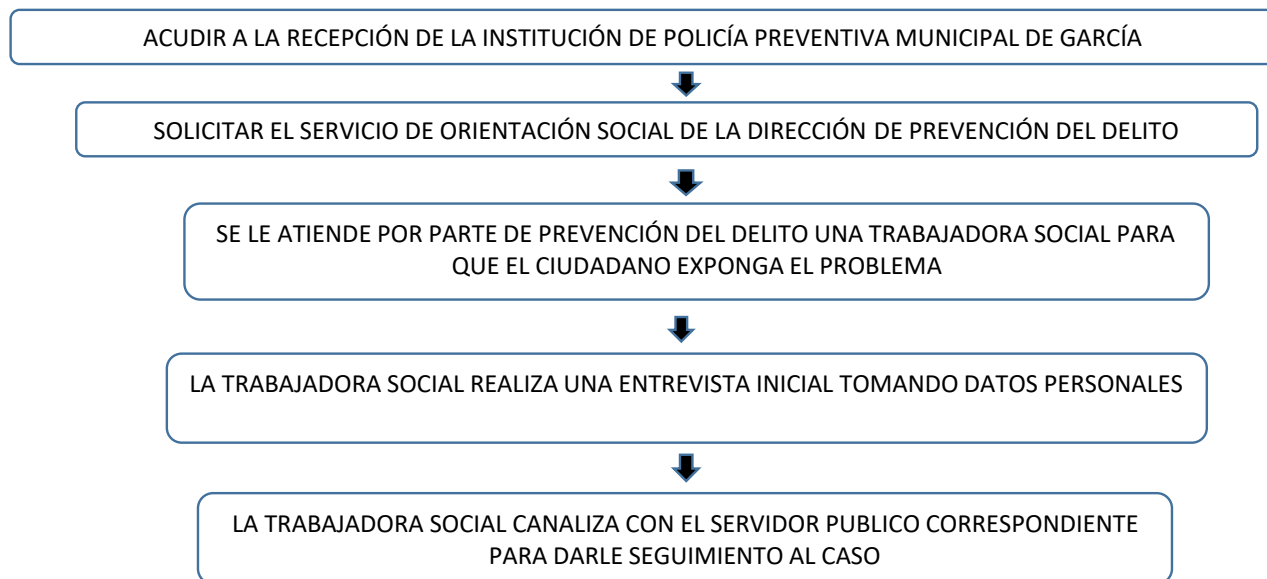 ACUDIR A LA RECEPCIÓN DE LA INSTITUCIÓN DE POLICÍA PREVENTIVA MUNICIPAL DE GARCÍA
SOLICITAR EL SERVICIO DE ORIENTACIÓN SOCIAL DE LA DIRECCIÓN DE PREVENCIÓN DEL DELITO
SE LE ATIENDE POR PARTE DE PREVENCIÓN DEL DELITO UNA TRABAJADORA SOCIAL PARA
QUE EL CIUDADANO EXPONGA EL PROBLEMA
LA TRABAJADORA SOCIAL REALIZA UNA ENTREVISTA INICIAL TOMANDO DATOS PERSONALES
LA TRABAJADORA SOCIAL CANALIZA CON EL SERVIDOR PUBLICO CORRESPONDIENTE
PARA DARLE SEGUIMIENTO AL CASO